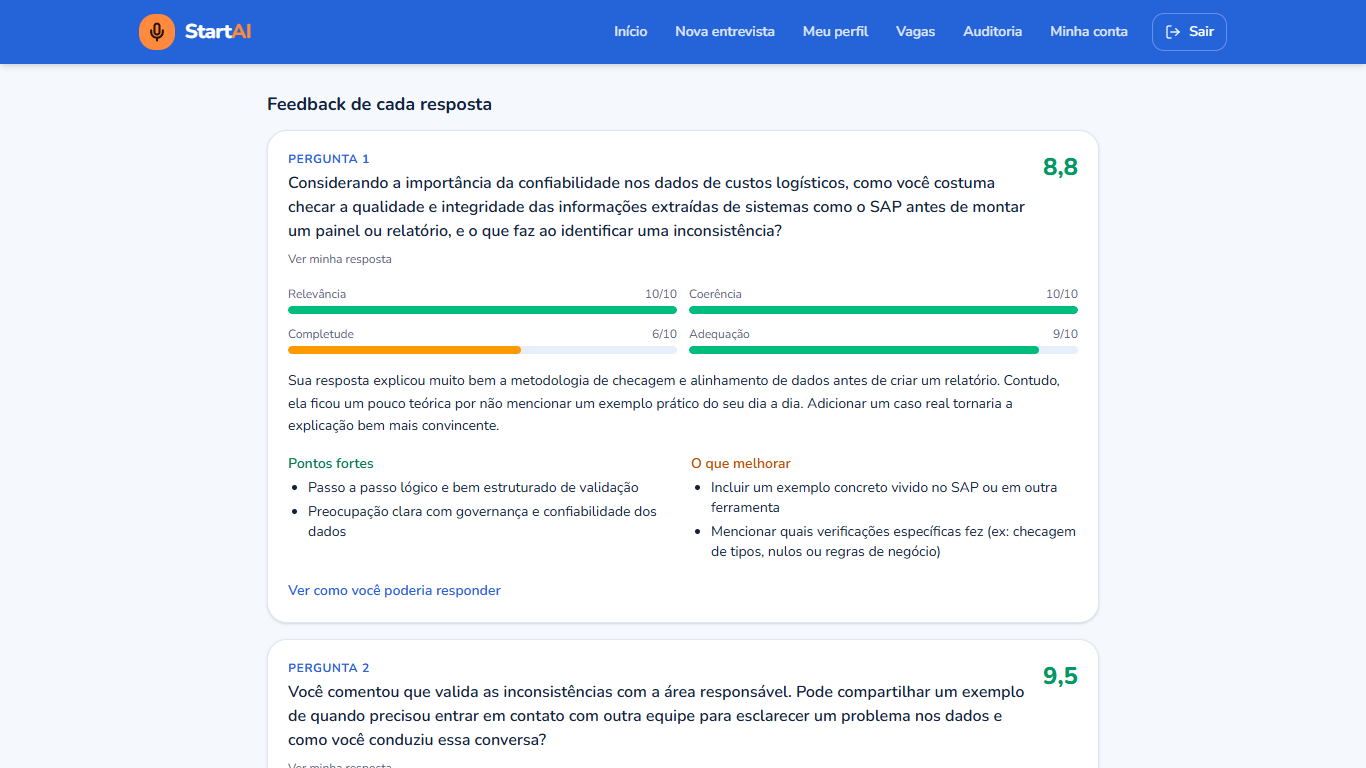 StartAI
Início
Nova entrevista
Meu perfil
Vagas
Auditoria
Minha conta
Sair
Feedback de cada resposta
PERGUNTA 1
8,8
Considerando a importância da confiabilidade nos dados de custos logísticos, como você costuma
checar a qualidade e integridade das informações extraídas de sistemas como o SAP antes de montar
um painel ou relatório, e o que faz ao identificar uma inconsistência?
Ver minha resposta
Relevância 10/10
Coerência 10/10
Completude 6/10
Adequação 9/10
Sua resposta explicou muito bem a metodologia de checagem e alinhamento de dados antes de criar um relatório. Contudo,
ela ficou um pouco teórica por não mencionar um exemplo prático do seu dia a dia. Adicionar um caso real tornaria a
explicação bem mais convincente.
Pontos fortes
Passo a passo lógico e bem estruturado de validação
Preocupação clara com governança e confiabilidade dos
dados
O que melhorar
Incluir um exemplo concreto vivido no SAP ou em outra
ferramenta
Mencionar quais verificações específicas fez (ex: checagem
de tipos, nulos ou regras de negócio)
Ver como você poderia responder
PERGUNTA 2
9,5
Você comentou que valida as inconsistências com a área responsável. Pode compartilhar um exemplo
de quando precisou entrar em contato com outra equipe para esclarecer um problema nos dados e
como você conduziu essa conversa?
Ver minha resposta